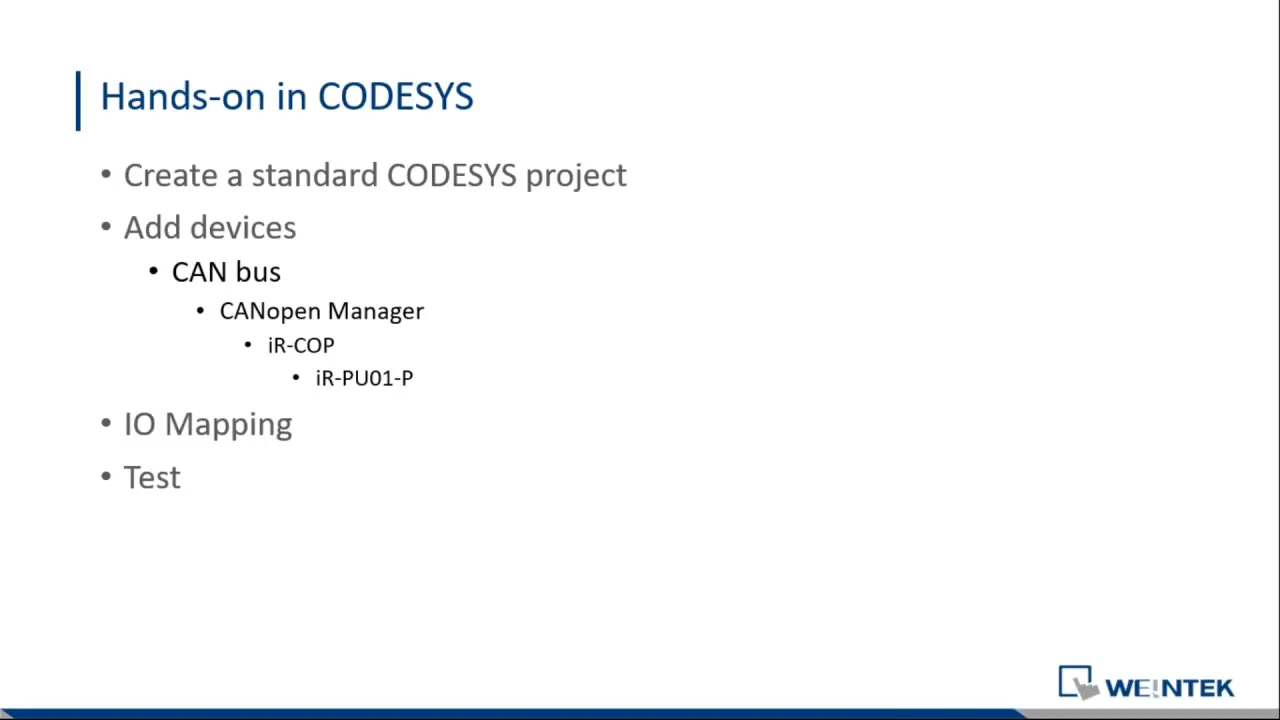 Hands-on in CODESYS
• Create a standard CODESYS project
• Add devices
• CAN bus
• CANopen Manager
• iR-COP
• iR-PU01-P
• IO Mapping
• Test
WEINTEK